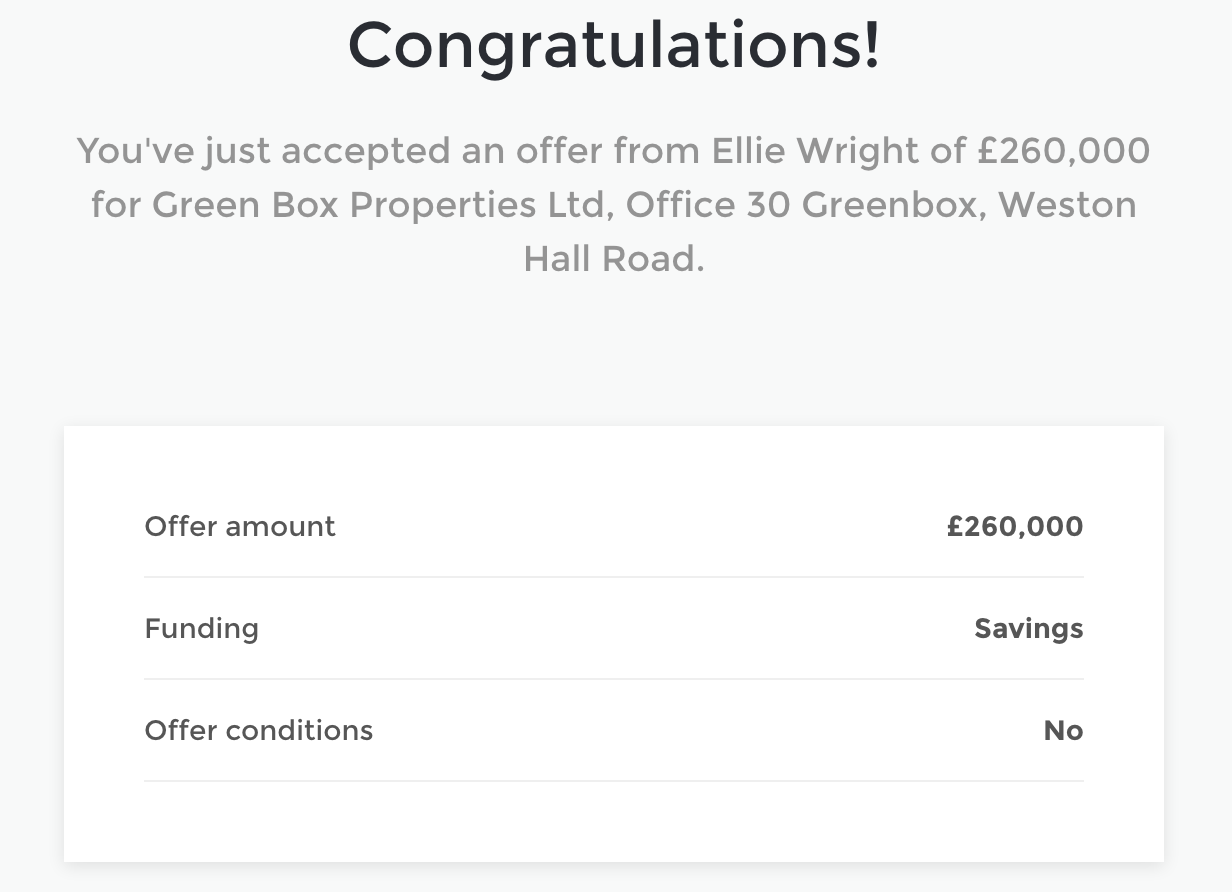 Congratulations!
You've just accepted an offer from Ellie Wright of £260,000
for Green Box Properties Ltd, Office 30 Greenbox, Weston
Hall Road.
Offer amount £260,000
Funding Savings
Offer conditions No